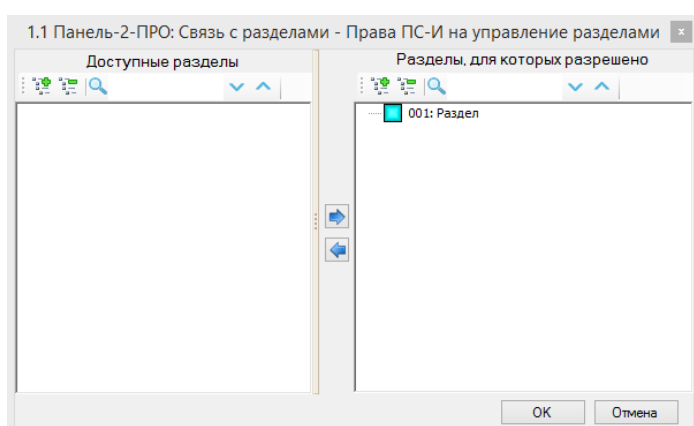 1.1 Панель-2-ПРО: Связь с разделами - Права ПС-И на управление разделами
Доступные разделы
Разделы, для которых разрешено
001: Раздел
OK
Отмена